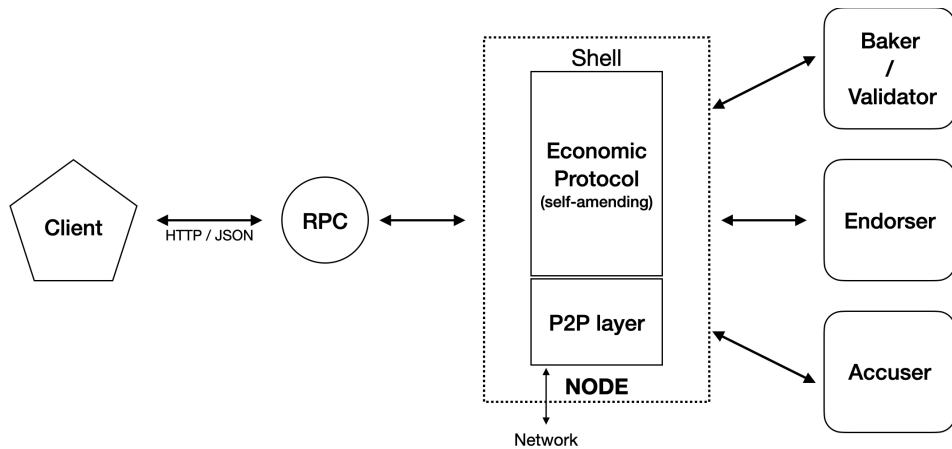 Client
HTTP / JSON
RPC
Shell
Economic
Protocol
(self-amending)
P2P layer
NODE
Network
Baker
/
Validator
Endorser
Accuser